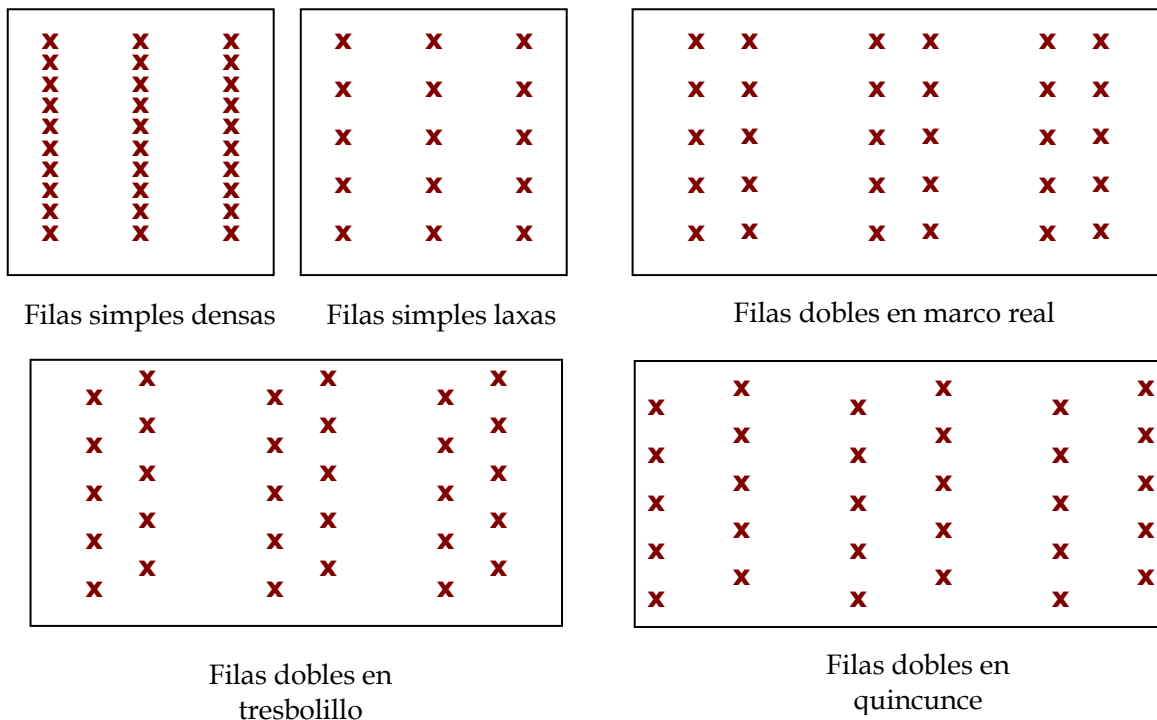 Filas simples densas
Filas simples laxas
Filas dobles en marco real
Filas dobles en
tresbolillo
Filas dobles en
quincunce